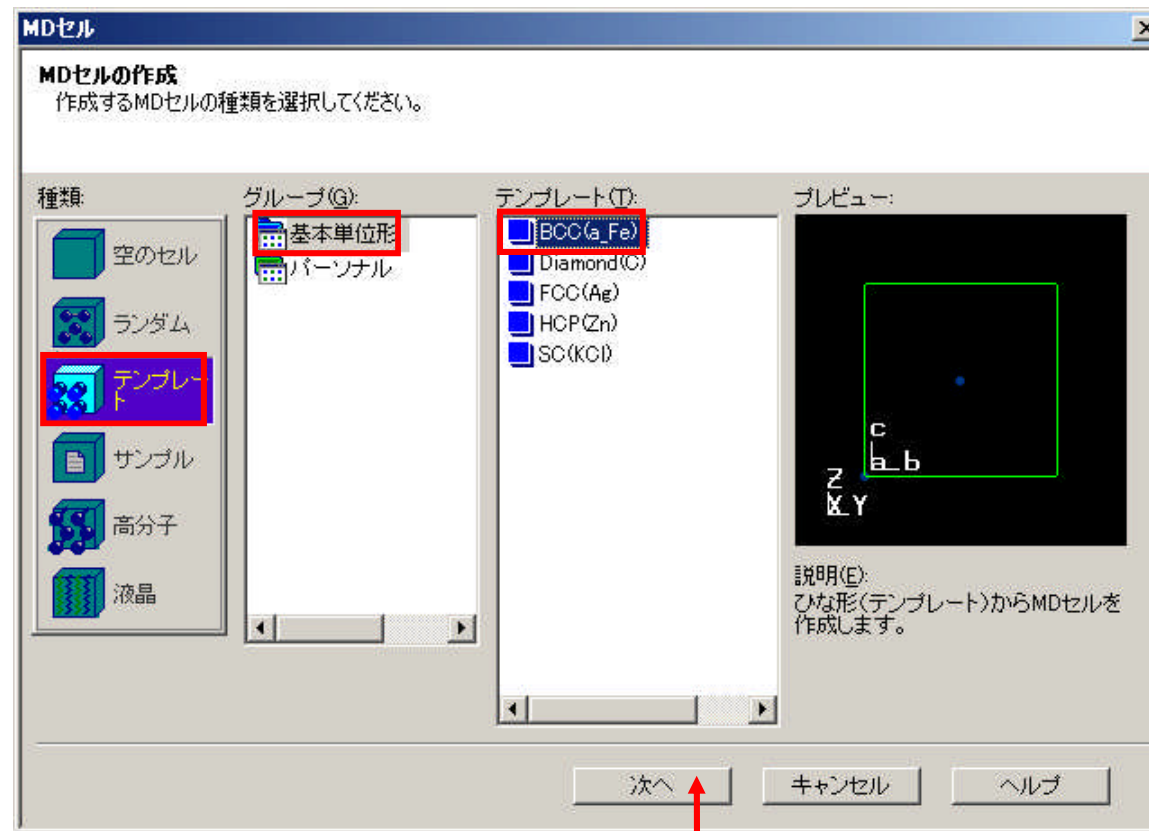 MDセル
MDセルの作成
作成するMDセルの種類を選択してください。
種類:
空のセル
ランダム
テンプレー
ト
サンプル
高分子
液晶
グループ(G):
基本単位形
パーソナル
テンプレート(T):
BCC(a_Fe)
Diamond(C)
FCC(Ag)
HCP(Zn)
SC(KCl)
プレビュー:
c
a b
Z
X Y
説明(E):
ひな形(テンプレート)からMDセルを
作成します。
次へ
キャンセル
ヘルプ